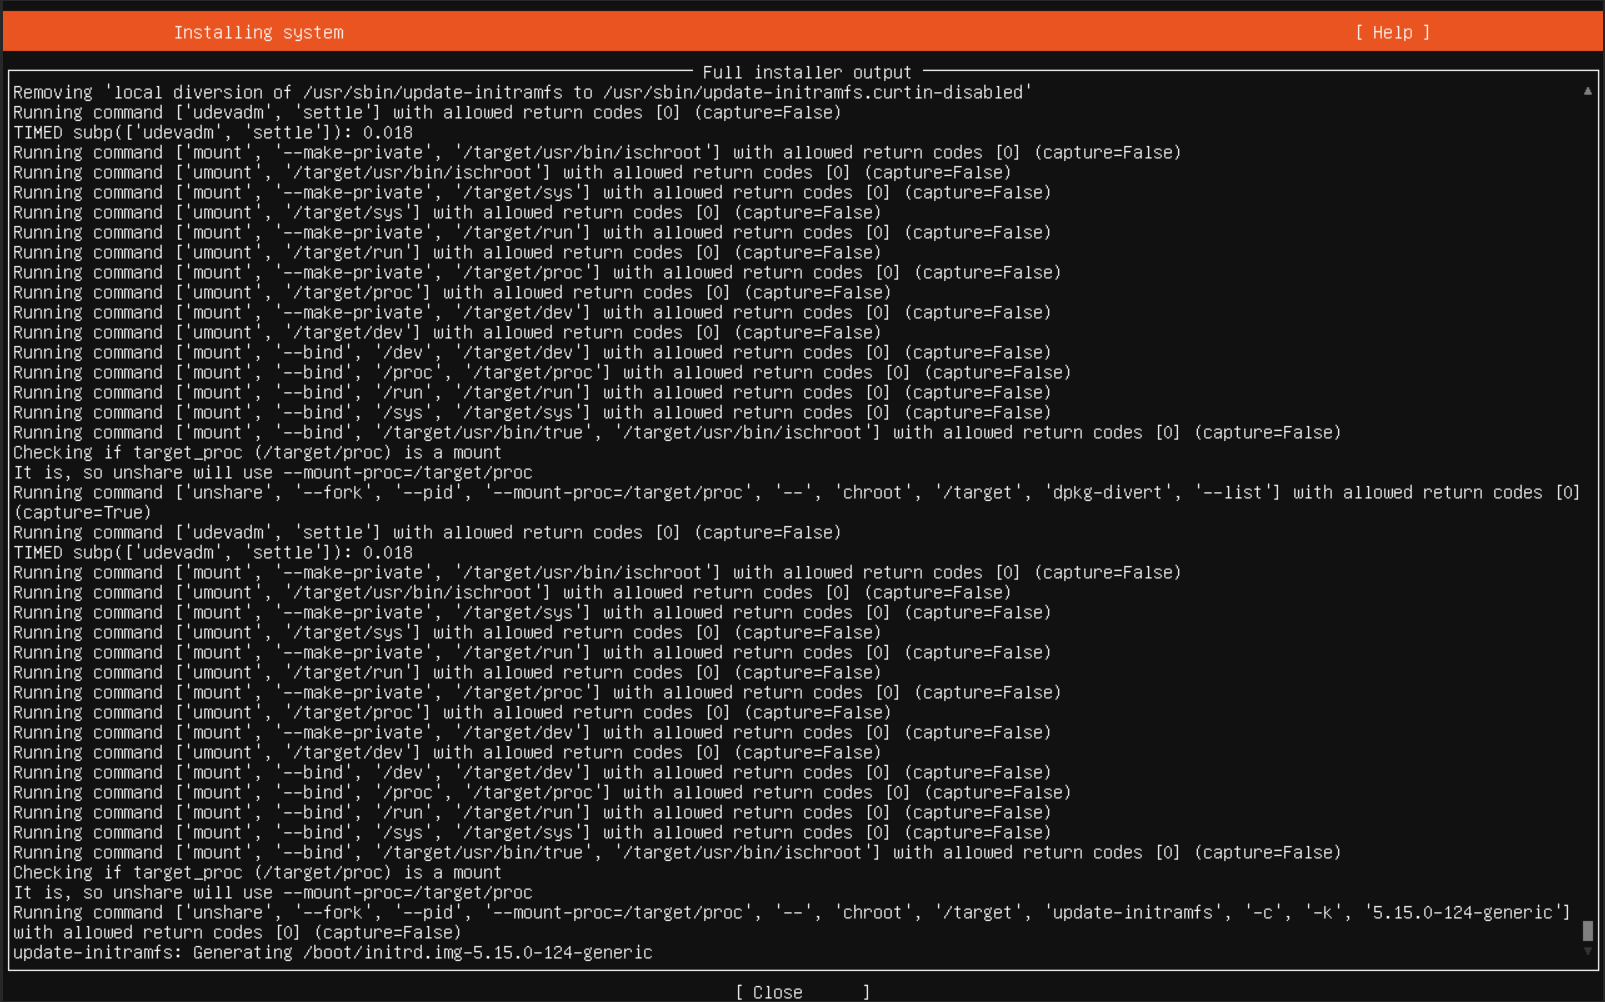 Installing system
[ Help ]
Full installer output
Removing 'local diversion of /usr/sbin/update-initramfs to /usr/sbin/update-initramfs.curtin-disabled'
Running command ['udevadm', 'settle'] with allowed return codes [0] (capture=False)
TIMED subp(['udevadm', 'settle']): 0.018
Running command ['mount', '--make-private', '/target/usr/bin/ischroot'] with allowed return codes [0] (capture=False)
Running command ['umount', '/target/usr/bin/ischroot'] with allowed return codes [0] (capture=False)
Running command ['mount', '--make-private', '/target/sys'] with allowed return codes [0] (capture=False)
Running command ['umount', '/target/sys'] with allowed return codes [0] (capture=False)
Running command ['mount', '--make-private', '/target/run'] with allowed return codes [0] (capture=False)
Running command ['umount', '/target/run'] with allowed return codes [0] (capture=False)
Running command ['mount', '--make-private', '/target/proc'] with allowed return codes [0] (capture=False)
Running command ['umount', '/target/proc'] with allowed return codes [0] (capture=False)
Running command ['mount', '--make-private', '/target/dev'] with allowed return codes [0] (capture=False)
Running command ['umount', '/target/dev'] with allowed return codes [0] (capture=False)
Running command ['mount', '--bind', '/dev', '/target/dev'] with allowed return codes [0] (capture=False)
Running command ['mount', '--bind', '/proc', '/target/proc'] with allowed return codes [0] (capture=False)
Running command ['mount', '--bind', '/run', '/target/run'] with allowed return codes [0] (capture=False)
Running command ['mount', '--bind', '/sys', '/target/sys'] with allowed return codes [0] (capture=False)
Running command ['mount', '--bind', '/target/usr/bin/true', '/target/usr/bin/ischroot'] with allowed return codes [0] (capture=False)
Checking if target_proc (/target/proc) is a mount
It is, so unshare will use --mount-proc=/target/proc
Running command ['unshare', '--fork', '--pid', '--mount-proc=/target/proc', '--', 'chroot', '/target', 'dpkg-divert', '--list'] with allowed return codes [0]
(capture=True)
Running command ['udevadm', 'settle'] with allowed return codes [0] (capture=False)
TIMED subp(['udevadm', 'settle']): 0.018
Running command ['mount', '--make-private', '/target/usr/bin/ischroot'] with allowed return codes [0] (capture=False)
Running command ['umount', '/target/usr/bin/ischroot'] with allowed return codes [0] (capture=False)
Running command ['mount', '--make-private', '/target/sys'] with allowed return codes [0] (capture=False)
Running command ['umount', '/target/sys'] with allowed return codes [0] (capture=False)
Running command ['mount', '--make-private', '/target/run'] with allowed return codes [0] (capture=False)
Running command ['umount', '/target/run'] with allowed return codes [0] (capture=False)
Running command ['mount', '--make-private', '/target/proc'] with allowed return codes [0] (capture=False)
Running command ['umount', '/target/proc'] with allowed return codes [0] (capture=False)
Running command ['mount', '--make-private', '/target/dev'] with allowed return codes [0] (capture=False)
Running command ['umount', '/target/dev'] with allowed return codes [0] (capture=False)
Running command ['mount', '--bind', '/dev', '/target/dev'] with allowed return codes [0] (capture=False)
Running command ['mount', '--bind', '/proc', '/target/proc'] with allowed return codes [0] (capture=False)
Running command ['mount', '--bind', '/run', '/target/run'] with allowed return codes [0] (capture=False)
Running command ['mount', '--bind', '/sys', '/target/sys'] with allowed return codes [0] (capture=False)
Running command ['mount', '--bind', '/target/usr/bin/true', '/target/usr/bin/ischroot'] with allowed return codes [0] (capture=False)
Checking if target_proc (/target/proc) is a mount
It is, so unshare will use --mount-proc=/target/proc
Running command ['unshare', '--fork', '--pid', '--mount-proc=/target/proc', '--', 'chroot', '/target', 'update-initramfs', '-c', '-k', '5.15.0-124-generic']
with allowed return codes [0] (capture=False)
update-initramfs: Generating /boot/initrd.img-5.15.0-124-generic
[ Close ]